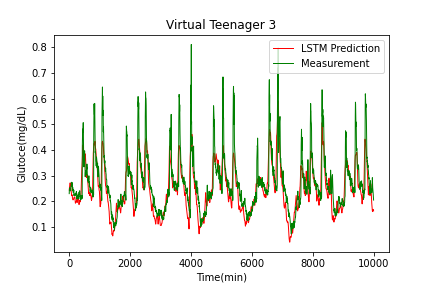 Virtual Teenager 3
LSTM Prediction
Measurement
Glutoce(mg/dL)
0.8
0.7
0.6
0.5
0.4
0.3
0.2
0.1
0 2000 4000 6000 8000 10000
Time(min)